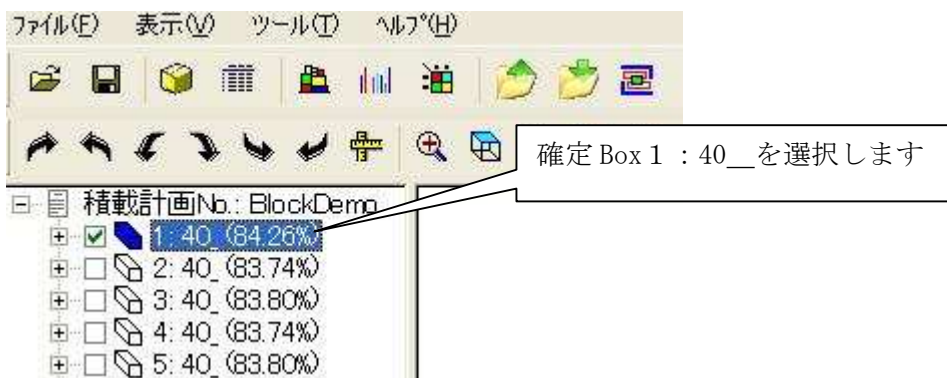 ファイル(F) 表示(V) ツール(T) ヘルプ(H)
確定 Box 1 : 40__を選択します
積載計画No.: BlockDemo
1: 40_ (84.26%)
2: 40_ (83.74%)
3: 40_ (83.80%)
4: 40_ (83.74%)
5: 40_ (83.80%)